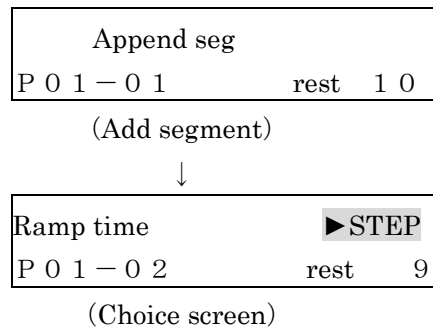 Append seg
Ｐ０１－０１ rest １０
(Add segment)
↓
Ramp time ►STEP
Ｐ０１－０２ rest ９
(Choice screen)